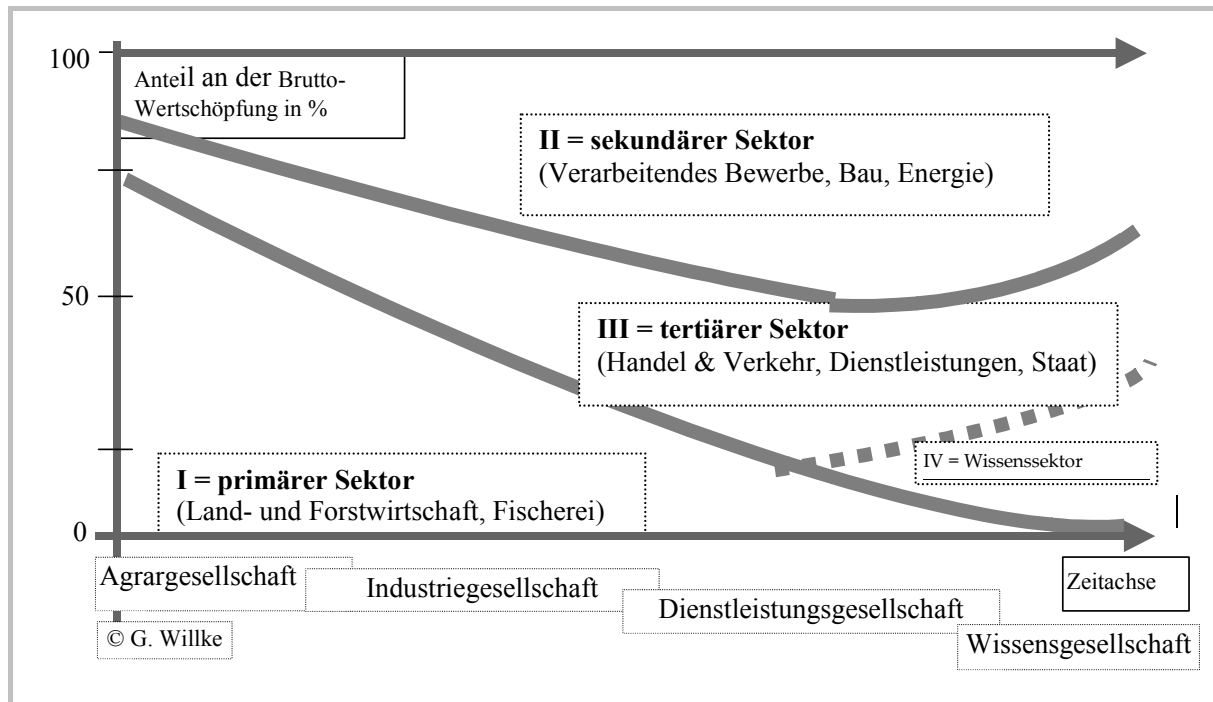 100
Anteil an der Brutto-
Wertschöpfung in %
II = sekundärer Sektor
(Verarbeitendes Bewerbe, Bau, Energie)
50
III = tertiärer Sektor
(Handel & Verkehr, Dienstleistungen, Staat)
IV = Wissenssektor
I = primärer Sektor
(Land- und Forstwirtschaft, Fischerei)
0
Agrargesellschaft
Industriegesellschaft
Dienstleistungsgesellschaft
Zeitachse
Wissensgesellschaft
© G. Willke